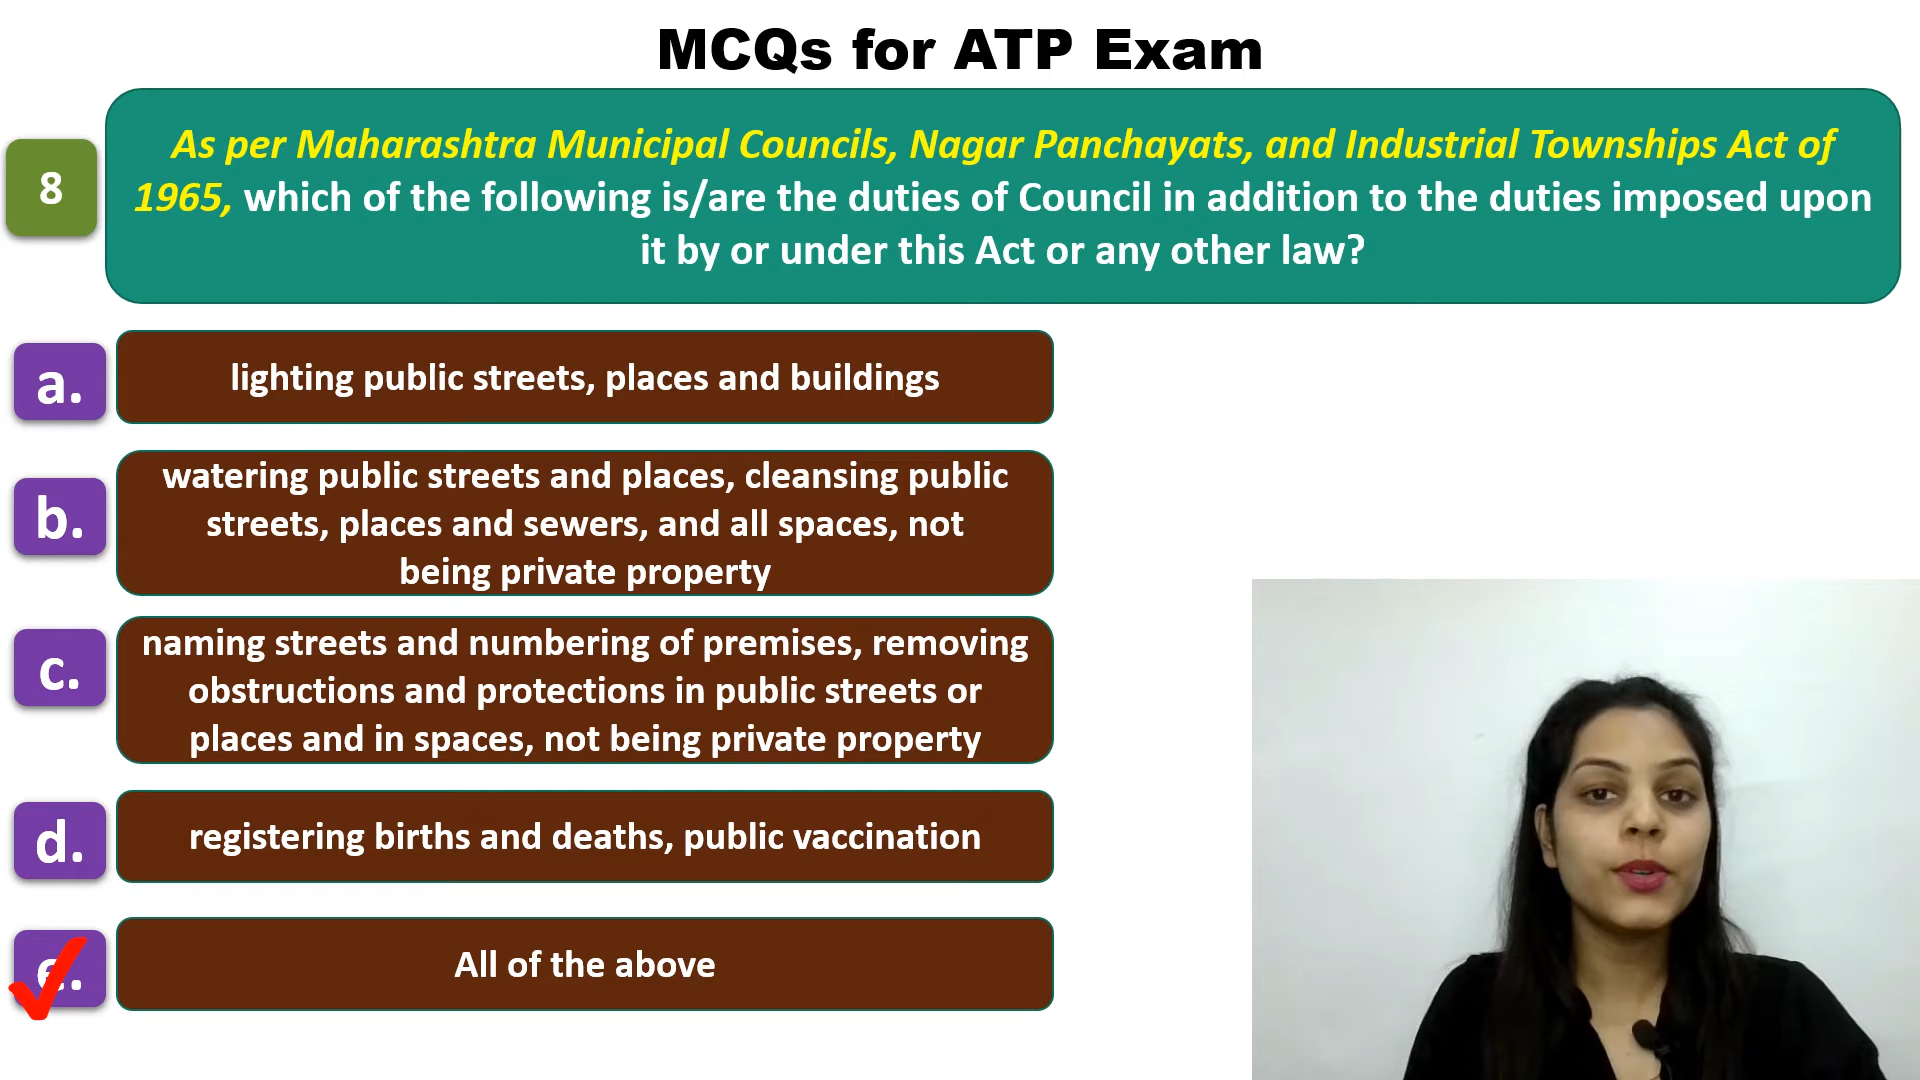 MCQs for ATP Exam
8
As per Maharashtra Municipal Councils, Nagar Panchayats, and Industrial Townships Act of
1965, which of the following is/are the duties of Council in addition to the duties imposed upon
it by or under this Act or any other law?
a.
lighting public streets, places and buildings
b.
watering public streets and places, cleansing public
streets, places and sewers, and all spaces, not
being private property
c.
naming streets and numbering of premises, removing
obstructions and protections in public streets or
places and in spaces, not being private property
d.
registering births and deaths, public vaccination
e.
All of the above